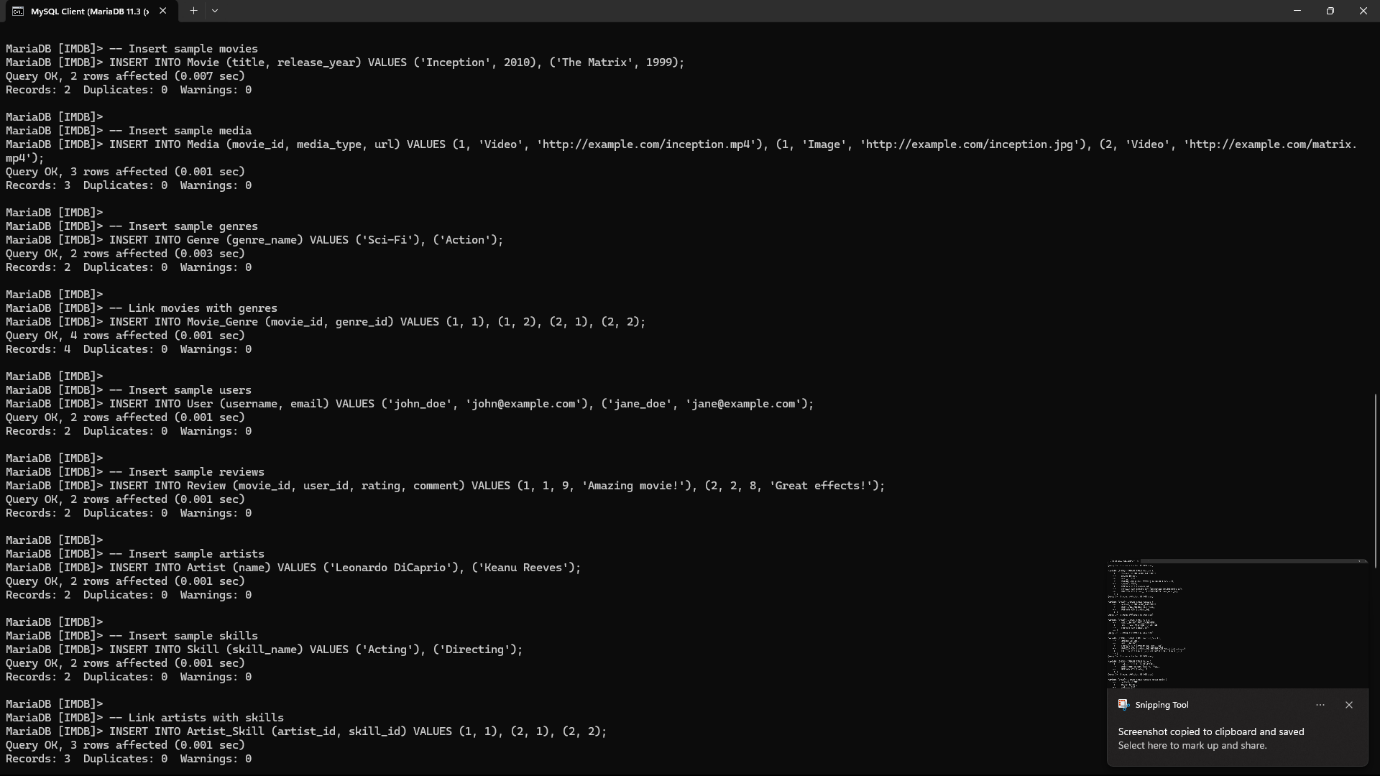 MySQL Client (MariaDB 11.3 (x
MariaDB [IMDB]> -- Insert sample movies
MariaDB [IMDB]> INSERT INTO Movie (title, release_year) VALUES ('Inception', 2010), ('The Matrix', 1999);
Query OK, 2 rows affected (0.007 sec)
Records: 2  Duplicates: 0  Warnings: 0
MariaDB [IMDB]>
MariaDB [IMDB]> -- Insert sample media
MariaDB [IMDB]> INSERT INTO Media (movie_id, media_type, url) VALUES (1, 'Video', 'http://example.com/inception.mp4'), (1, 'Image', 'http://example.com/inception.jpg'), (2, 'Video', 'http://example.com/matrix.
mp4');
Query OK, 3 rows affected (0.001 sec)
Records: 3  Duplicates: 0  Warnings: 0
MariaDB [IMDB]>
MariaDB [IMDB]> -- Insert sample genres
MariaDB [IMDB]> INSERT INTO Genre (genre_name) VALUES ('Sci-Fi'), ('Action');
Query OK, 2 rows affected (0.003 sec)
Records: 2  Duplicates: 0  Warnings: 0
MariaDB [IMDB]>
MariaDB [IMDB]> -- Link movies with genres
MariaDB [IMDB]> INSERT INTO Movie_Genre (movie_id, genre_id) VALUES (1, 1), (1, 2), (2, 1), (2, 2);
Query OK, 4 rows affected (0.001 sec)
Records: 4  Duplicates: 0  Warnings: 0
MariaDB [IMDB]>
MariaDB [IMDB]> -- Insert sample users
MariaDB [IMDB]> INSERT INTO User (username, email) VALUES ('john_doe', 'john@example.com'), ('jane_doe', 'jane@example.com');
Query OK, 2 rows affected (0.001 sec)
Records: 2  Duplicates: 0  Warnings: 0
MariaDB [IMDB]>
MariaDB [IMDB]> -- Insert sample reviews
MariaDB [IMDB]> INSERT INTO Review (movie_id, user_id, rating, comment) VALUES (1, 1, 9, 'Amazing movie!'), (2, 2, 8, 'Great effects!');
Query OK, 2 rows affected (0.001 sec)
Records: 2  Duplicates: 0  Warnings: 0
MariaDB [IMDB]>
MariaDB [IMDB]> -- Insert sample artists
MariaDB [IMDB]> INSERT INTO Artist (name) VALUES ('Leonardo DiCaprio'), ('Keanu Reeves');
Query OK, 2 rows affected (0.001 sec)
Records: 2  Duplicates: 0  Warnings: 0
MariaDB [IMDB]>
MariaDB [IMDB]> -- Insert sample skills
MariaDB [IMDB]> INSERT INTO Skill (skill_name) VALUES ('Acting'), ('Directing');
Query OK, 2 rows affected (0.001 sec)
Records: 2  Duplicates: 0  Warnings: 0
MariaDB [IMDB]>
MariaDB [IMDB]> -- Link artists with skills
MariaDB [IMDB]> INSERT INTO Artist_Skill (artist_id, skill_id) VALUES (1, 1), (2, 1), (2, 2);
Query OK, 3 rows affected (0.001 sec)
Records: 3  Duplicates: 0  Warnings: 0
Snipping Tool
Screenshot copied to clipboard and saved
Select here to mark up and share.